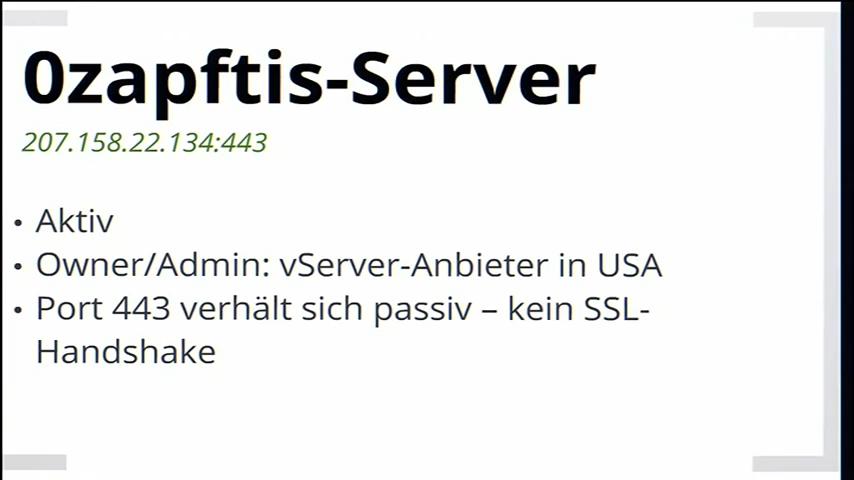 0zapftis-Server
207.158.22.134:443
• Aktiv
• Owner/Admin: vServer-Anbieter in USA
• Port 443 verhält sich passiv – kein SSL-
Handshake